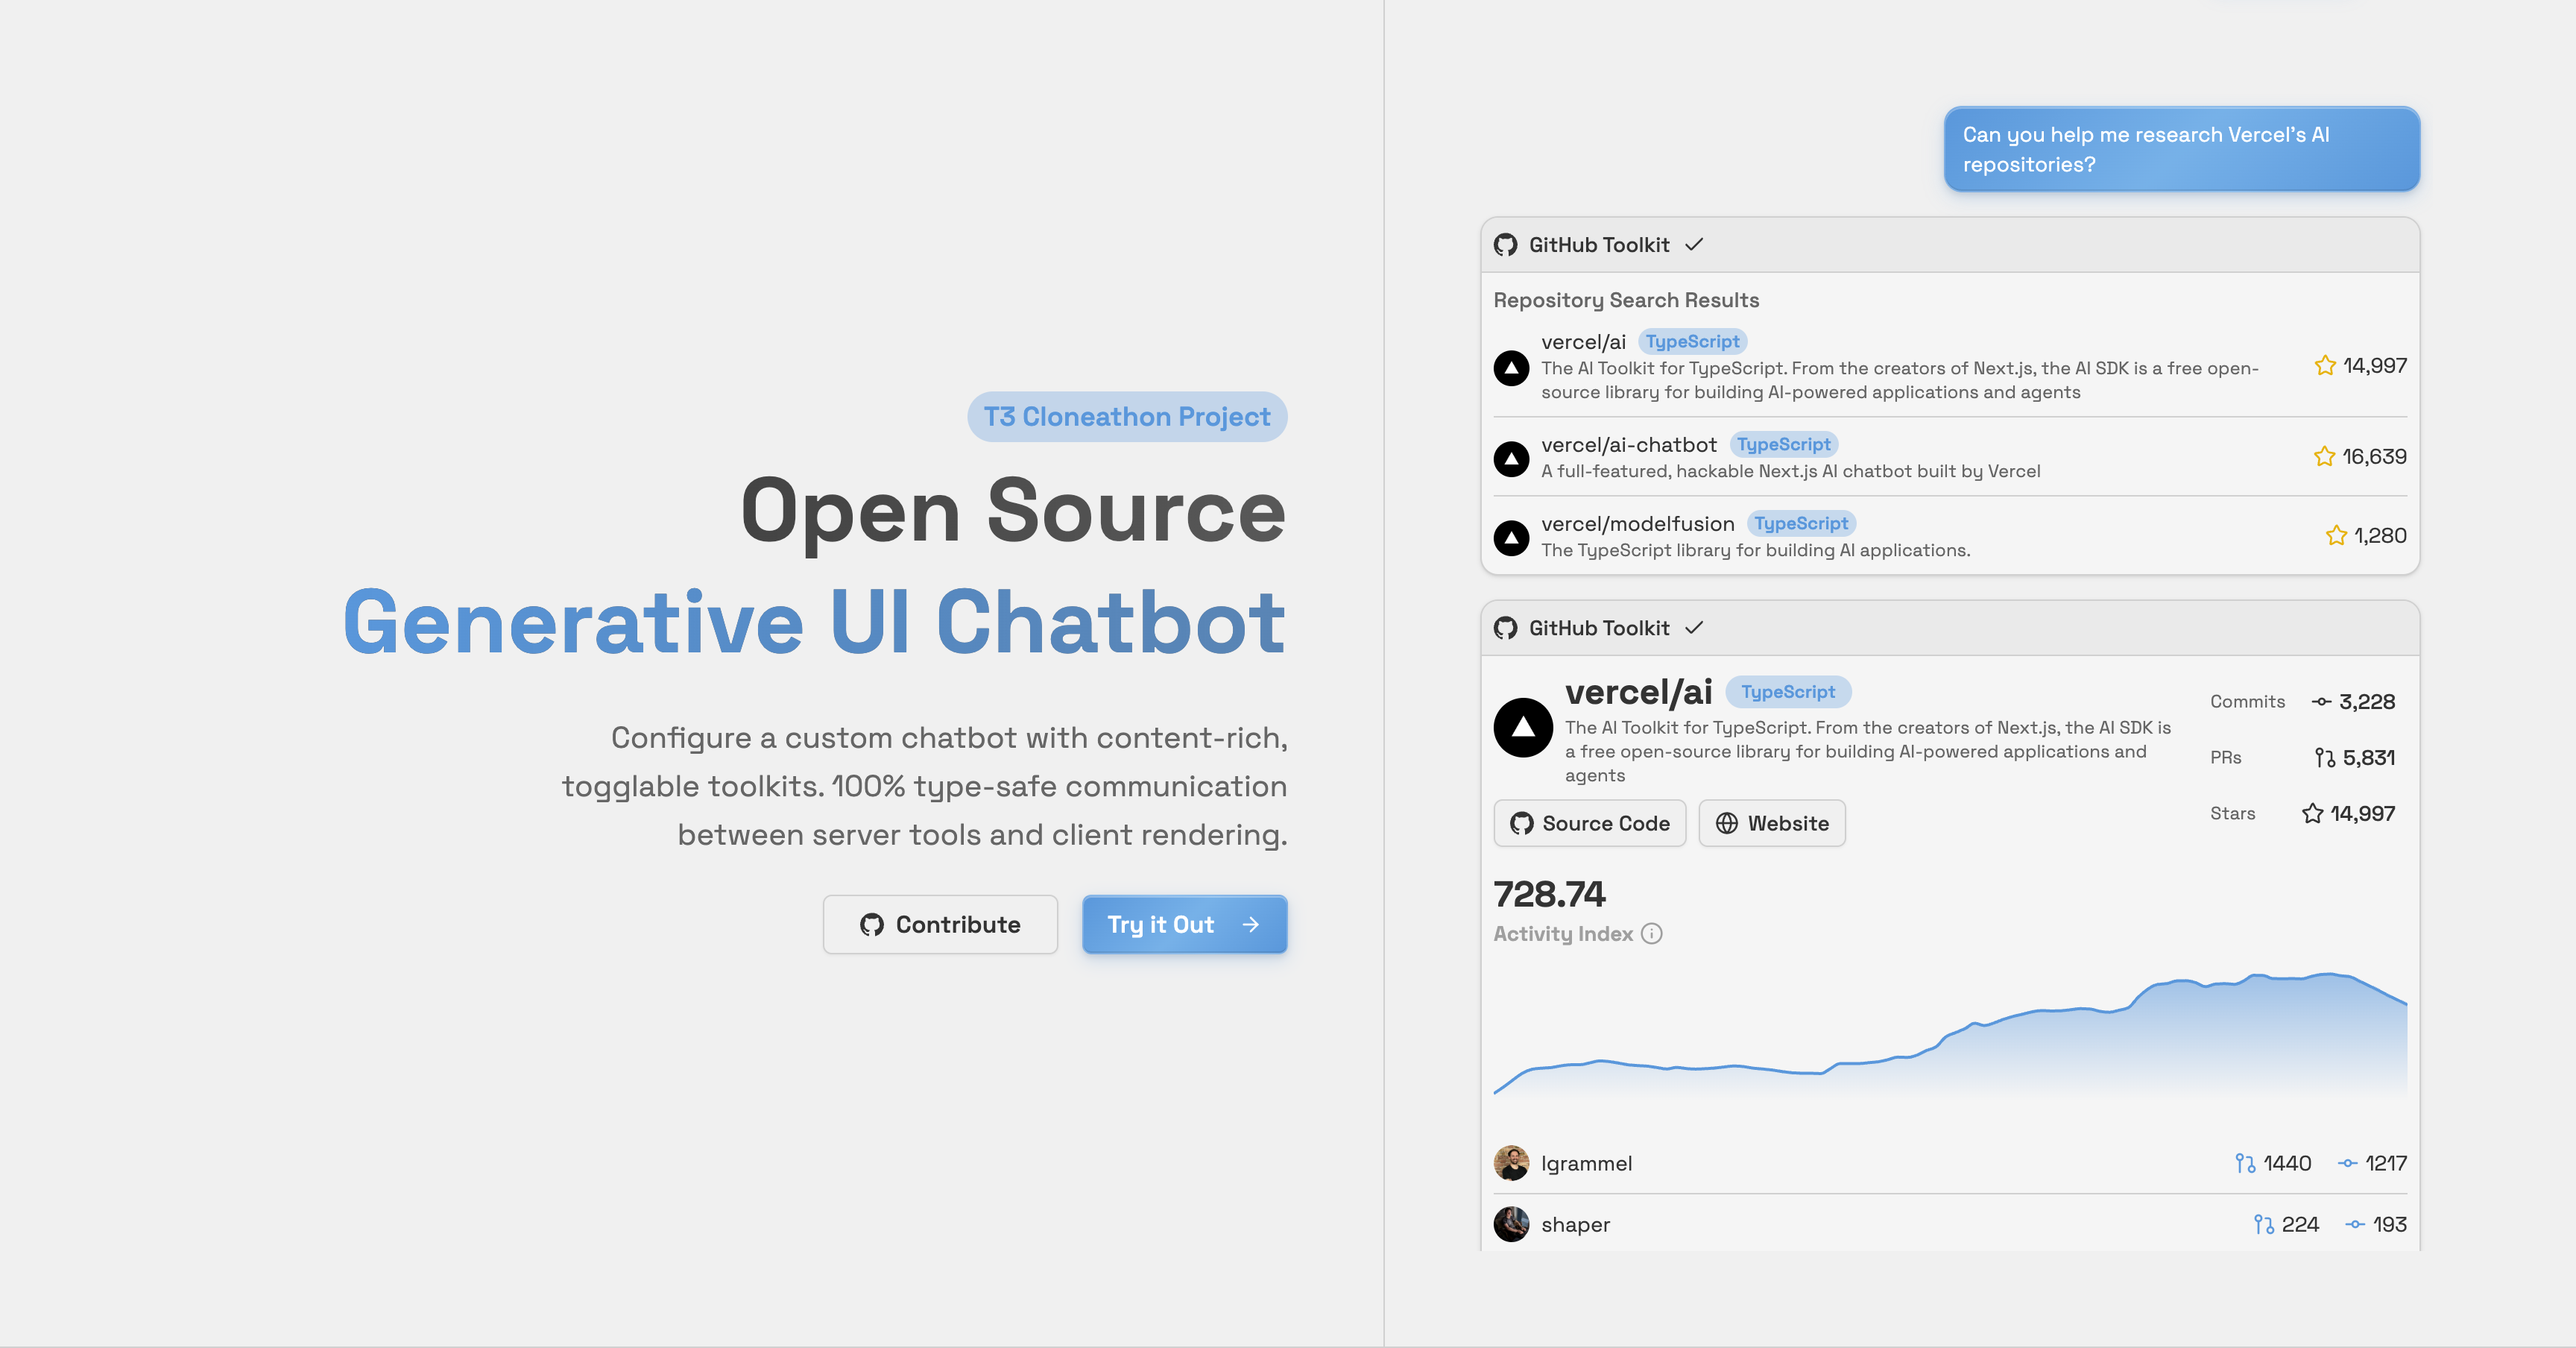 T3 Cloneathon Project
Open Source
Generative UI Chatbot
Configure a custom chatbot with content-rich,
togglable toolkits. 100% type-safe communication
between server tools and client rendering.
Contribute
Try it Out
Can you help me research Vercel's AI
repositories?
GitHub Toolkit
Repository Search Results
vercel/ai TypeScript
The AI Toolkit for TypeScript. From the creators of Next.js, the AI SDK is a free open-
source library for building AI-powered applications and agents
14,997
vercel/ai-chatbot TypeScript
A full-featured, hackable Next.js AI chatbot built by Vercel
16,639
vercel/modelfusion TypeScript
The TypeScript library for building AI applications.
1,280
GitHub Toolkit
vercel/ai TypeScript
The AI Toolkit for TypeScript. From the creators of Next.js, the AI SDK is
a free open-source library for building AI-powered applications and
agents
Source Code
Website
Commits 3,228
PRs 5,831
Stars 14,997
728.74
Activity Index
lgrammel 1440 1217
shaper 224 193